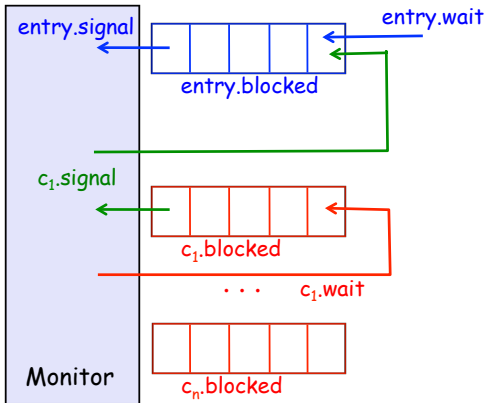 entry.signal
entry.wait
entry.blocked
c₁.signal
c₁.blocked
. . .
c₁.wait
Monitor
cₙ.blocked